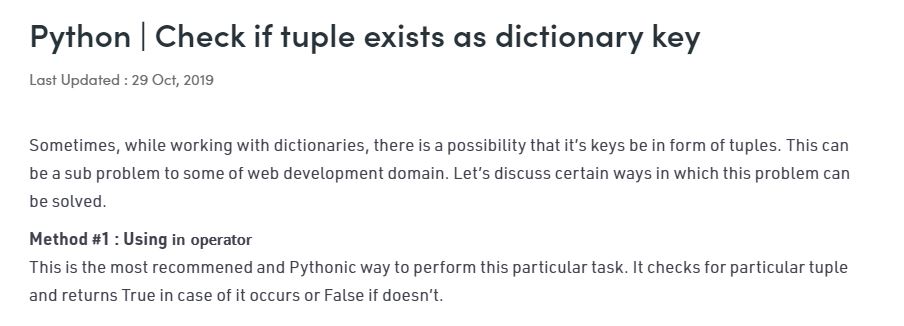 Python | Check if tuple exists as dictionary key
Last Updated : 29 Oct, 2019
Sometimes, while working with dictionaries, there is a possibility that it's keys be in form of tuples. This can
be a sub problem to some of web development domain. Let's discuss certain ways in which this problem can
be solved.
Method #1 : Using in operator
This is the most recommened and Pythonic way to perform this particular task. It checks for particular tuple
and returns True in case of it occurs or False if doesn't.